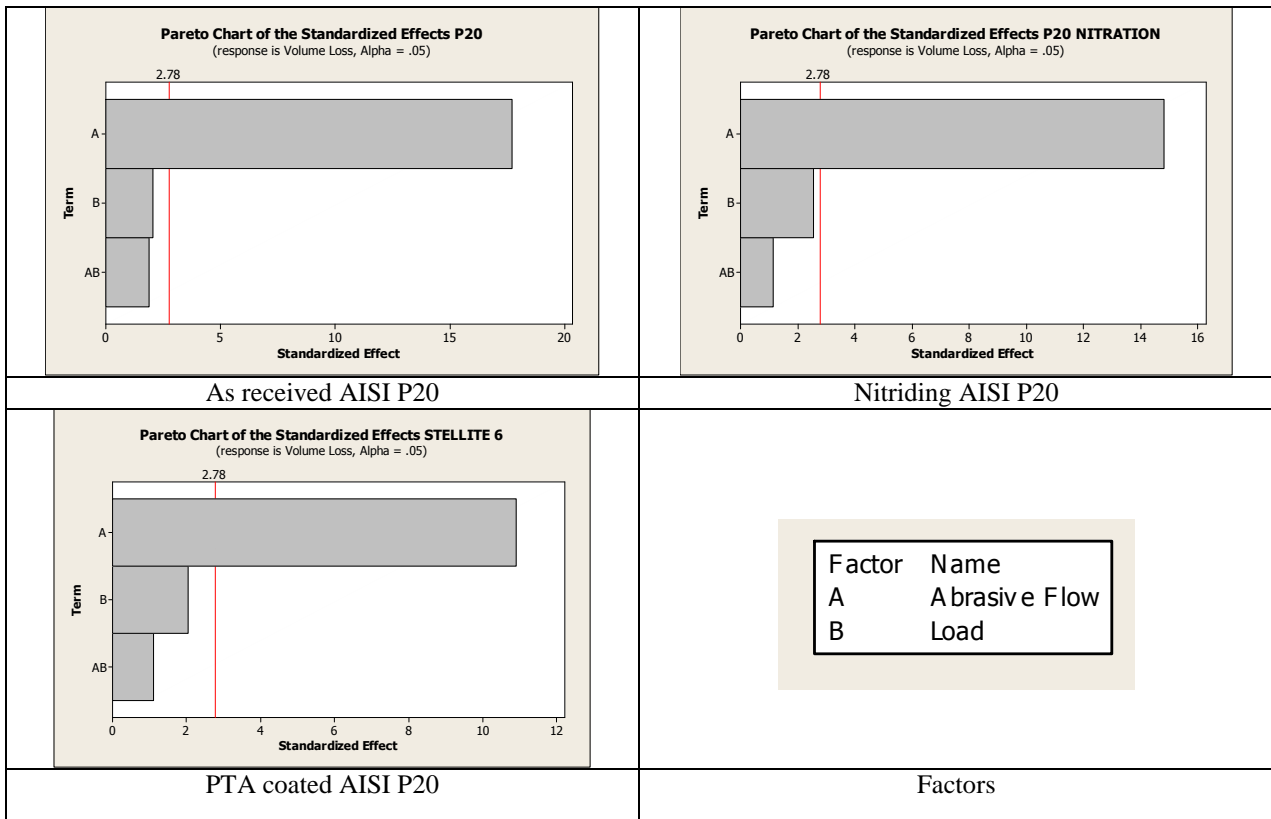 Pareto Chart of the Standardized Effects P20
(response is Volume Loss, Alpha = .05)
2.78
A
B
AB
Term
0 5 10 15 20
Standardized Effect
As received AISI P20
Pareto Chart of the Standardized Effects P20 NITRATION
(response is Volume Loss, Alpha = .05)
2.78
A
B
AB
Term
0 2 4 6 8 10 12 14 16
Standardized Effect
Nitriding AISI P20
Pareto Chart of the Standardized Effects STELLITE 6
(response is Volume Loss, Alpha = .05)
2.78
A
B
AB
Term
0 2 4 6 8 10 12
Standardized Effect
PTA coated AISI P20
Factor Name
A Abrasive Flow
B Load
Factors